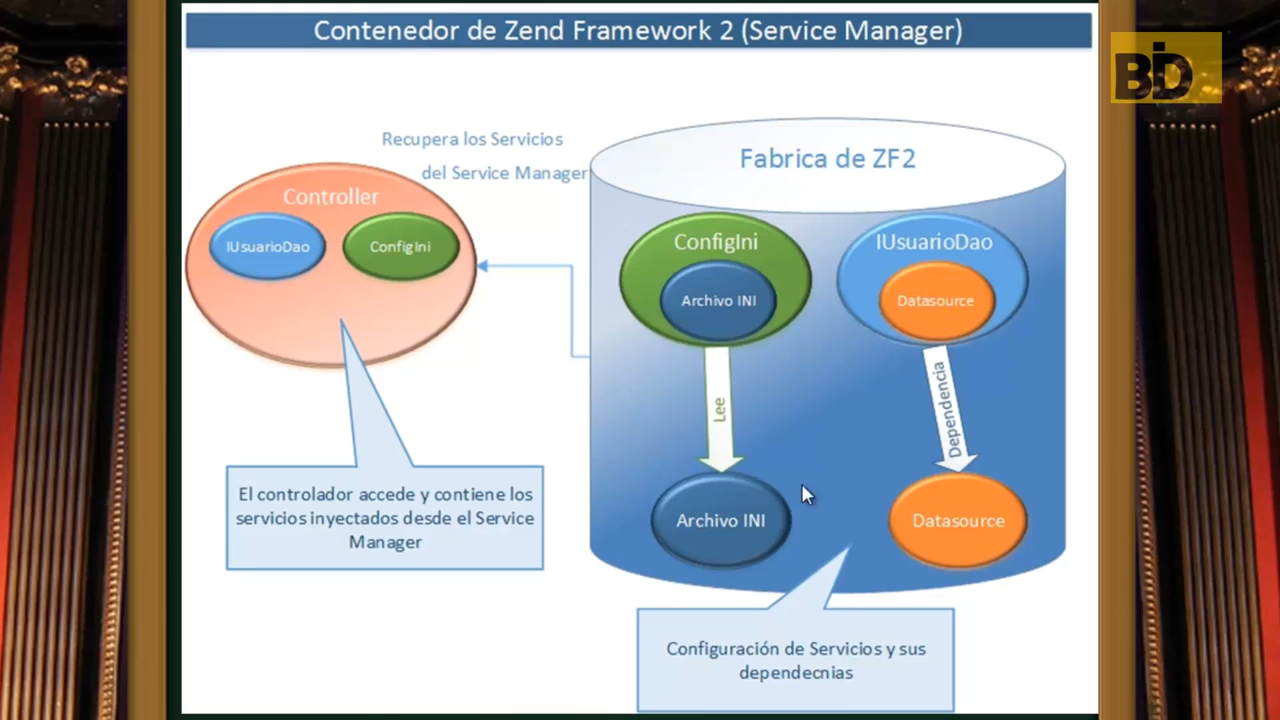 Contenedor de Zend Framework 2 (Service Manager)
BiD
Recupera los Servicios
del Service Manager
Fabrica de ZF2
Controller
IUsuarioDao
ConfigIni
ConfigIni
IUsuarioDao
Archivo INI
Datasource
Lee
Dependencia
El controlador accede y contiene los
servicios inyectados desde el Service
Manager
Archivo INI
Datasource
Configuración de Servicios y sus
dependecnias